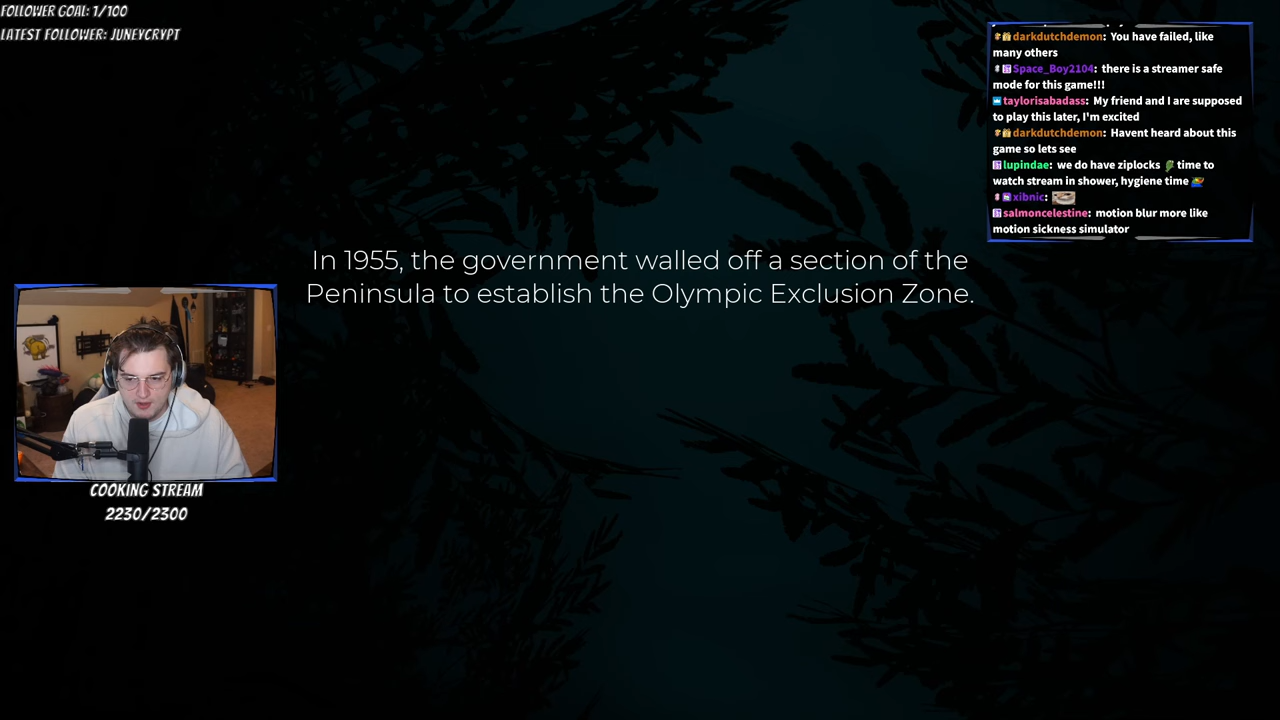 FOLLOWER GOAL: 1/100
LATEST FOLLOWER: JUNEYCRYPT
darkdutchdemon: You have failed, like
many others
Space_Boy2104: there is a streamer safe
mode for this game!!!
taylorisabadass: My friend and I are supposed
to play this later, I'm excited
darkdutchdemon: Havent heard about this
game so lets see
lupindae: we do have ziplocks time to
watch stream in shower, hygiene time
xibnic:
salmoncelestine: motion blur more like
motion sickness simulator
In 1955, the government walled off a section of the
Peninsula to establish the Olympic Exclusion Zone.
COOKING STREAM
2230/2300